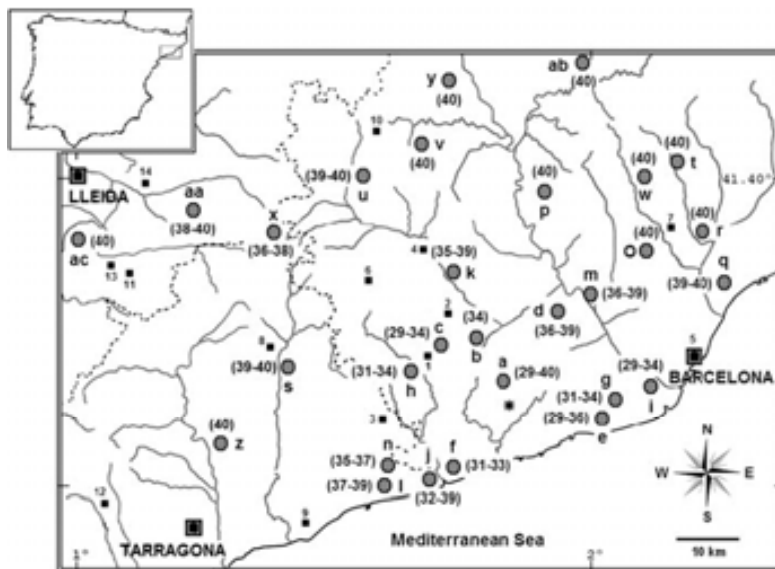 ab
y
(40)
(40)
10
(40)
v
(40)
14
LLEIDA
(39-40)
u
(40)
p
(40)
w
t
41.40°
aa
(38-40)
x
(36-38)
(40)
ac
4
(35-39)
k
(40)
o
7
(40)
r
13
11
6
2
m
(36-39)
(39-40)
q
(34)
d
(36-39)
c
(29-34)
b
8
1
5
BARCELONA
(39-40)
s
(31-34)
h
a
(29-40)
(29-34)
i
g
(31-34)
(29-36)
e
3
(40)
z
n
(35-37)
j
f
(31-33)
(37-39)
l
(32-39)
N
W
E
S
12
9
TARRAGONA
Mediterranean Sea
10 km
1°
2°